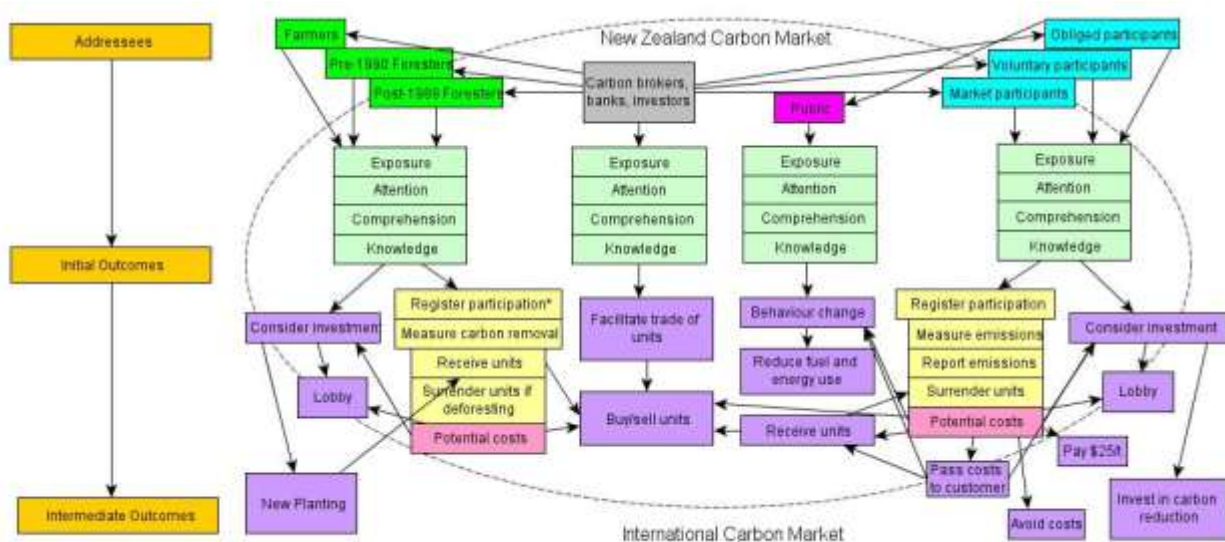 Addressees
Initial Outcomes
Intermediate Outcomes
New Zealand Carbon Market
Farmers
Pre-1990 Foresters
Post-1989 Foresters
Carbon brokers,
banks, investors
Public
Obliged participants
Voluntary participants
Market participants
Exposure
Attention
Comprehension
Knowledge
Exposure
Attention
Comprehension
Knowledge
Exposure
Attention
Comprehension
Knowledge
Exposure
Attention
Comprehension
Knowledge
Consider investment
Lobby
New Planting
Register participation*
Measure carbon removal
Receive units
Surrender units if
deforesting
Potential costs
Facilitate trade of
units
Buy/sell units
Behaviour change
Reduce fuel and
energy use
Receive units
Register participation
Measure emissions
Report emissions
Surrender units
Potential costs
Pass costs
to customer
Consider investment
Lobby
Pay $25/t
Avoid costs
Invest in carbon
reduction
International Carbon Market